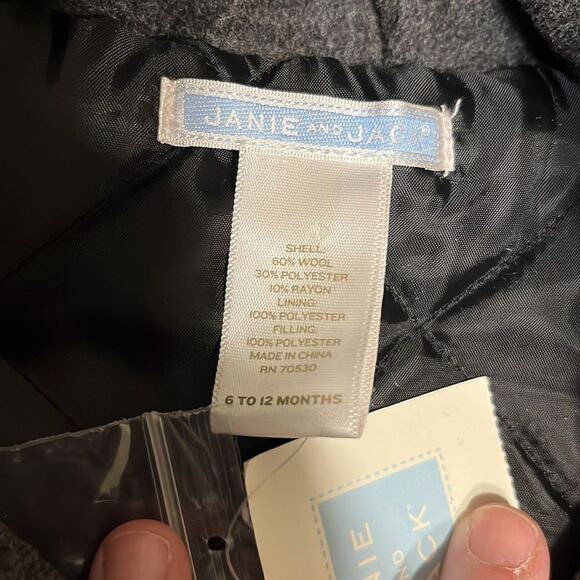 JANIE AND JACK®
SHELL:
60% WOOL
30% POLYESTER
10% RAYON
LINING:
100% POLYESTER
FILLING:
100% POLYESTER
MADE IN CHINA
RN 70530
6 TO 12 MONTHS